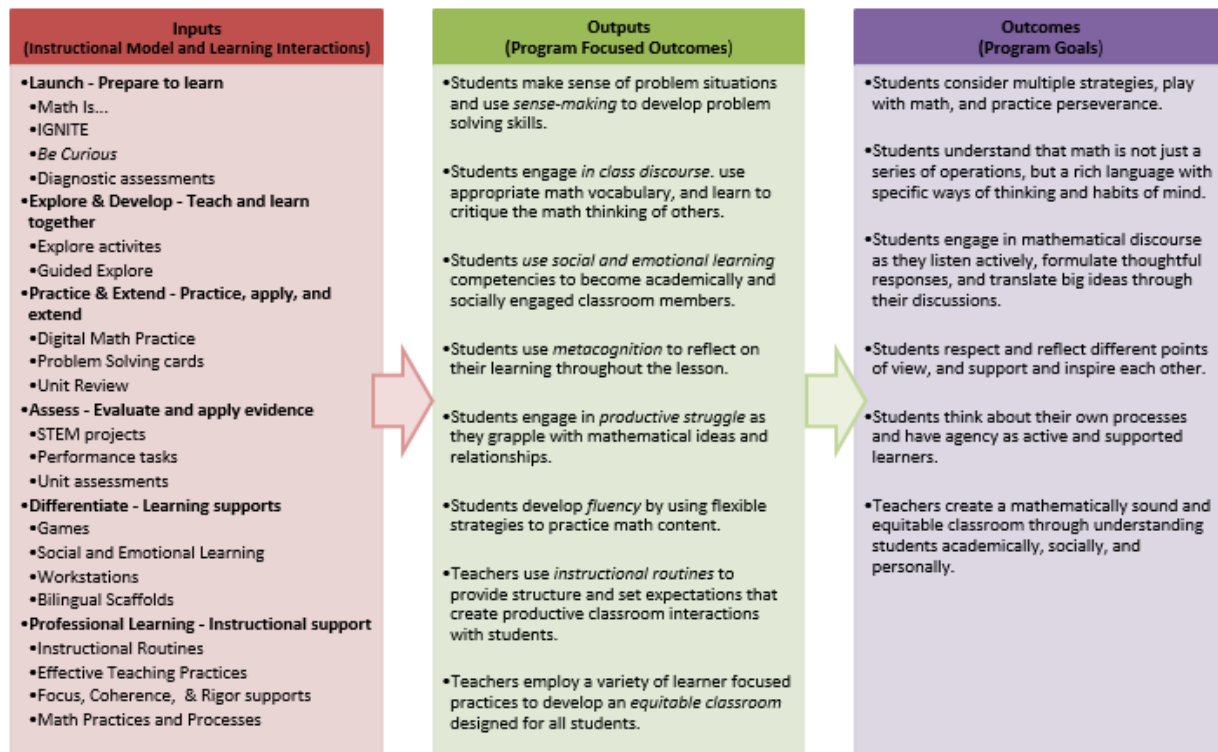 Inputs
(Instructional Model and Learning Interactions)
•Launch - Prepare to learn
•Math Is...
•IGNITE
•Be Curious
•Diagnostic assessments
•Explore & Develop - Teach and learn
together
•Explore activites
•Guided Explore
•Practice & Extend - Practice, apply, and
extend
•Digital Math Practice
•Problem Solving cards
•Unit Review
•Assess - Evaluate and apply evidence
•STEM projects
•Performance tasks
•Unit assessments
•Differentiate - Learning supports
•Games
•Social and Emotional Learning
•Workstations
•Bilingual Scaffolds
•Professional Learning - Instructional support
•Instructional Routines
•Effective Teaching Practices
•Focus, Coherence, & Rigor supports
•Math Practices and Processes
Outputs
(Program Focused Outcomes)
•Students make sense of problem situations
and use sense-making to develop problem
solving skills.
•Students engage in class discourse. use
appropriate math vocabulary, and learn to
critique the math thinking of others.
•Students use social and emotional learning
competencies to become academically and
socially engaged classroom members.
•Students use metacognition to reflect on
their learning throughout the lesson.
•Students engage in productive struggle as
they grapple with mathematical ideas and
relationships.
•Students develop fluency by using flexible
strategies to practice math content.
•Teachers use instructional routines to
provide structure and set expectations that
create productive classroom interactions
with students.
•Teachers employ a variety of learner focused
practices to develop an equitable classroom
designed for all students.
Outcomes
(Program Goals)
•Students consider multiple strategies, play
with math, and practice perseverance.
•Students understand that math is not just a
series of operations, but a rich language with
specific ways of thinking and habits of mind.
•Students engage in mathematical discourse
as they listen actively, formulate thoughtful
responses, and translate big ideas through
their discussions.
•Students respect and reflect different points
of view, and support and inspire each other.
•Students think about their own processes
and have agency as active and supported
learners.
•Teachers create a mathematically sound and
equitable classroom through understanding
students academically, socially, and
personally.